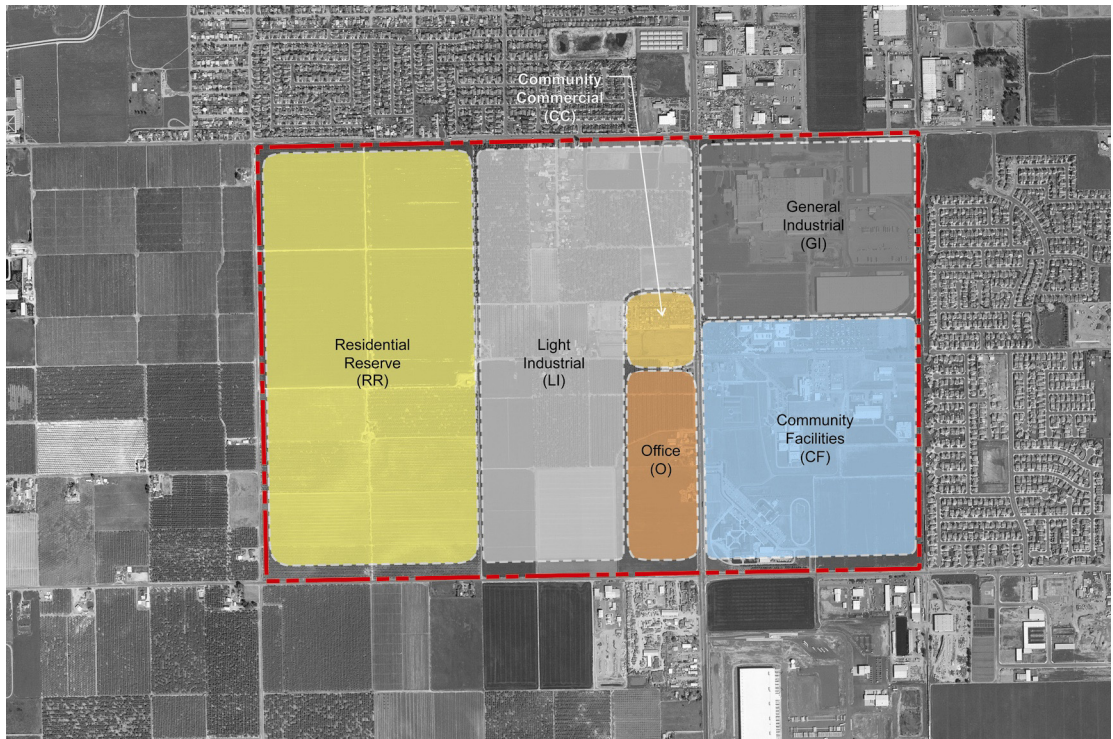 Community
Commercial
(CC)
General
Industrial
(GI)
Residential
Reserve
(RR)
Light
Industrial
(LI)
Community
Facilities
(CF)
Office
(O)